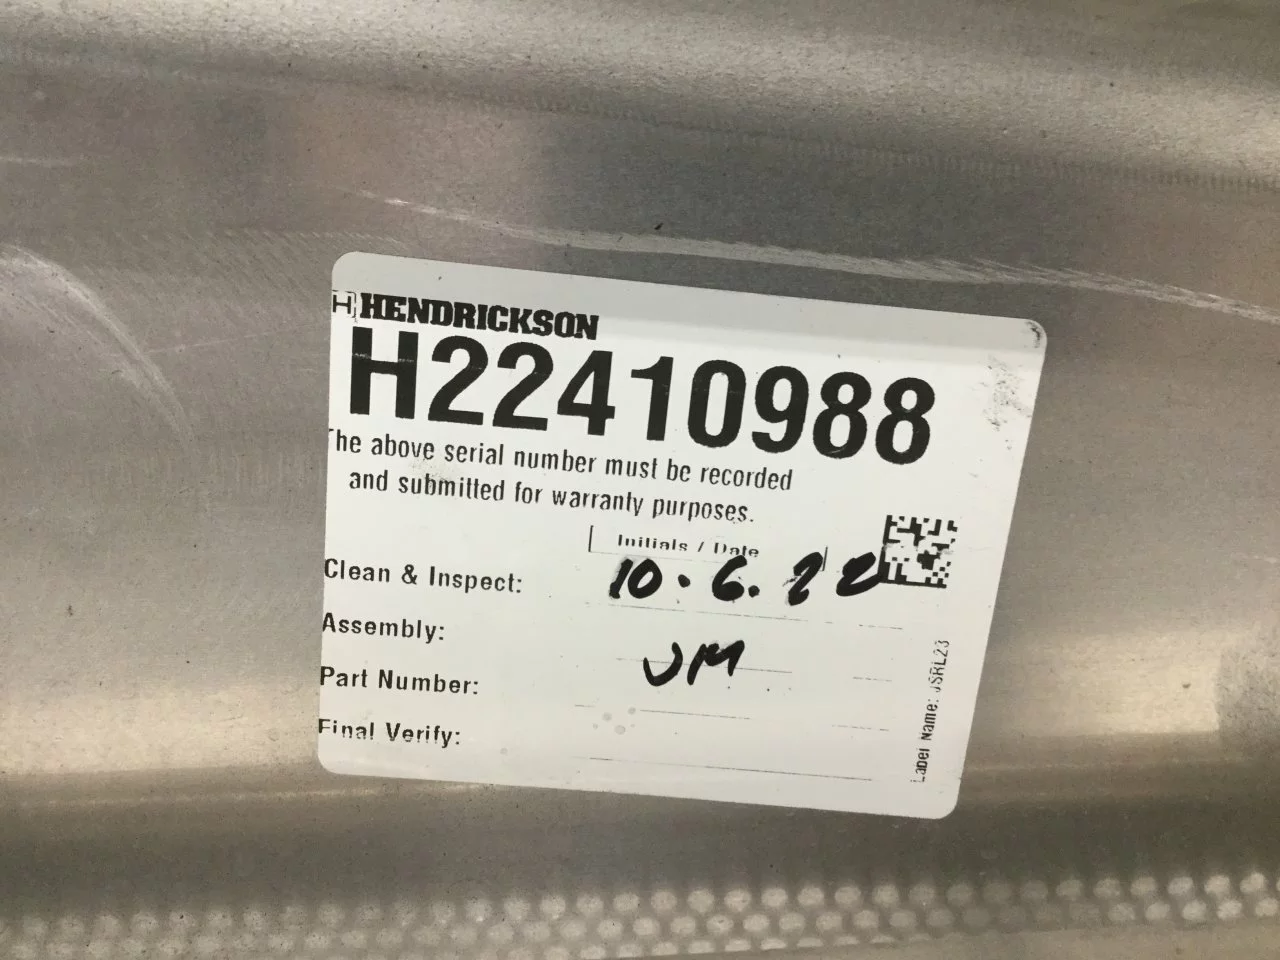 H HENDRICKSON
H22410988
The above serial number must be recorded
and submitted for warranty purposes.
Initials / Date
Clean & Inspect: 10.6.22
Assembly: JM
Part Number:
Final Verify:
Label Name: JSRL23